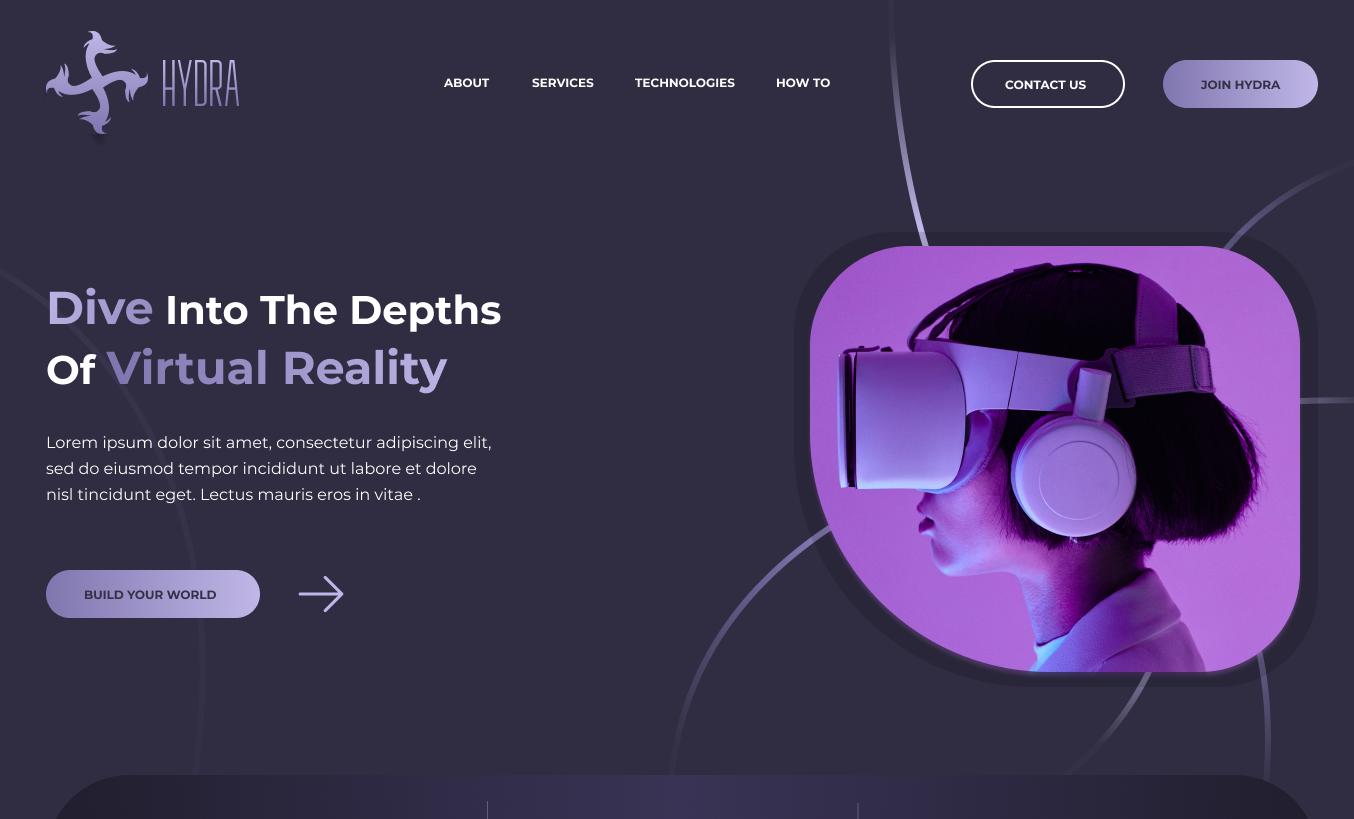 HYDRA
ABOUT SERVICES TECHNOLOGIES HOW TO
CONTACT US
JOIN HYDRA
Dive Into The Depths
Of Virtual Reality
Lorem ipsum dolor sit amet, consectetur adipiscing elit,
sed do eiusmod tempor incididunt ut labore et dolore
nisl tincidunt eget. Lectus mauris eros in vitae .
BUILD YOUR WORLD